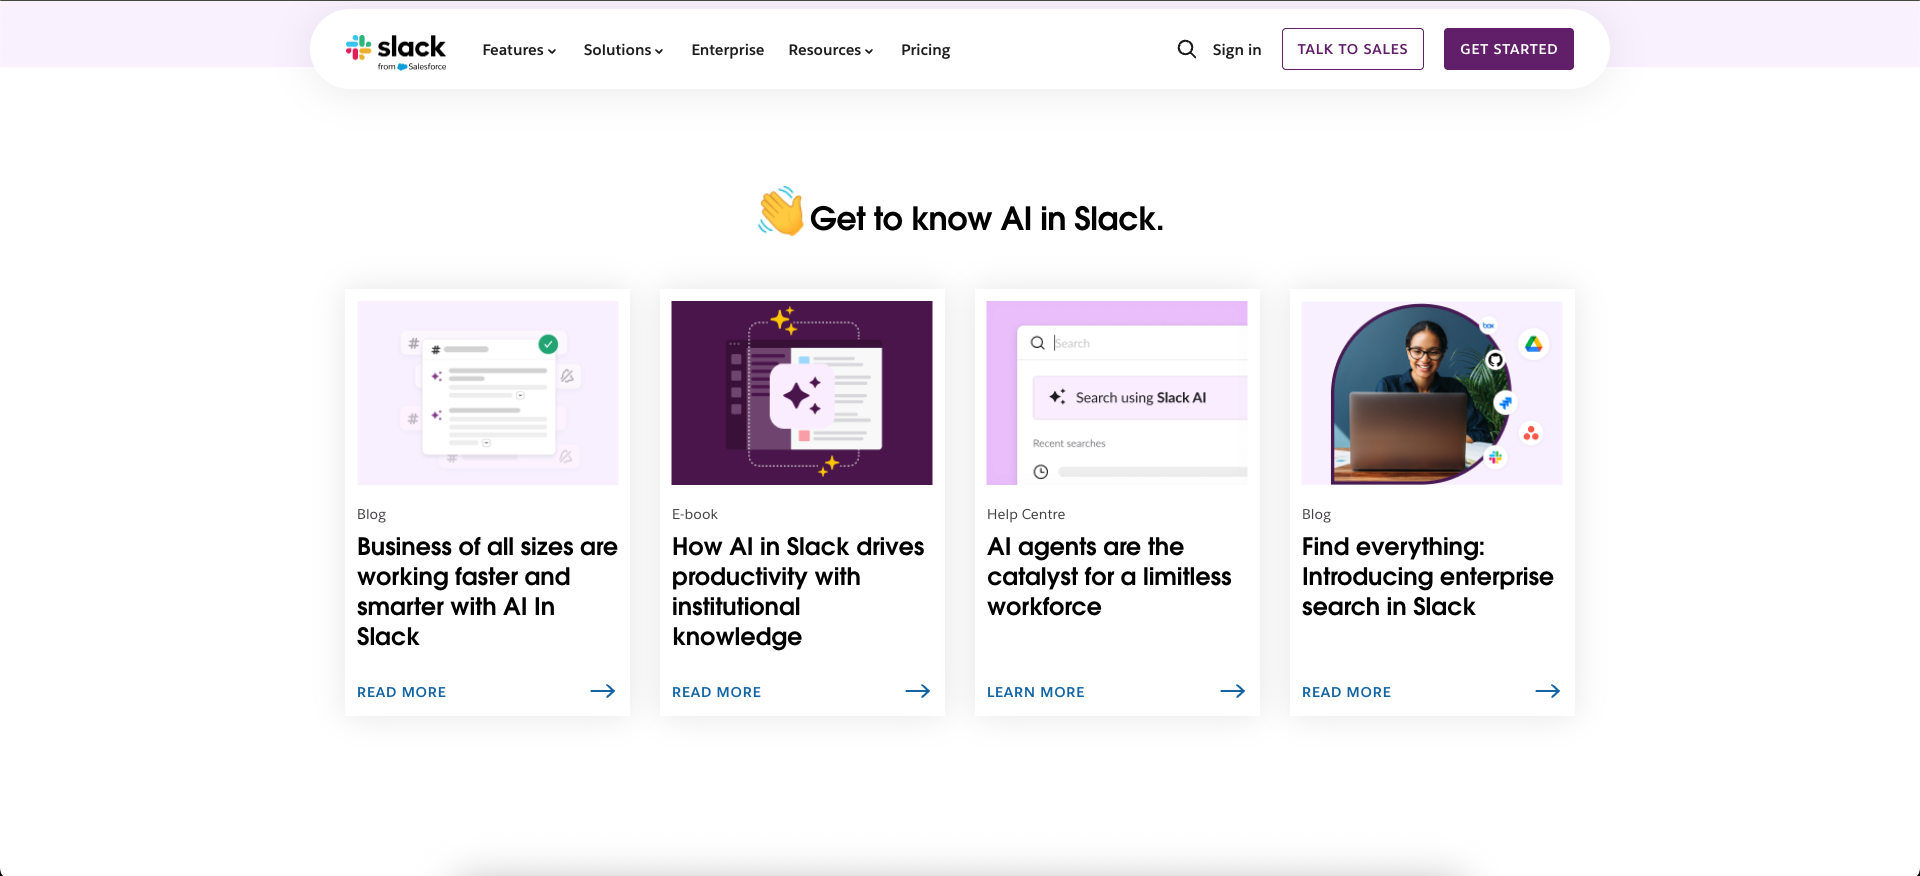 slack
from Salesforce
Features
Solutions
Enterprise
Resources
Pricing
Sign in
TALK TO SALES
GET STARTED
Get to know AI in Slack.
#
#
#
#
Blog
Business of all sizes are
working faster and
smarter with AI In
Slack
READ MORE
E-book
How AI in Slack drives
productivity with
institutional
knowledge
READ MORE
Search
Search using Slack AI
Recent searches
Help Centre
AI agents are the
catalyst for a limitless
workforce
LEARN MORE
box
Blog
Find everything:
Introducing enterprise
search in Slack
READ MORE